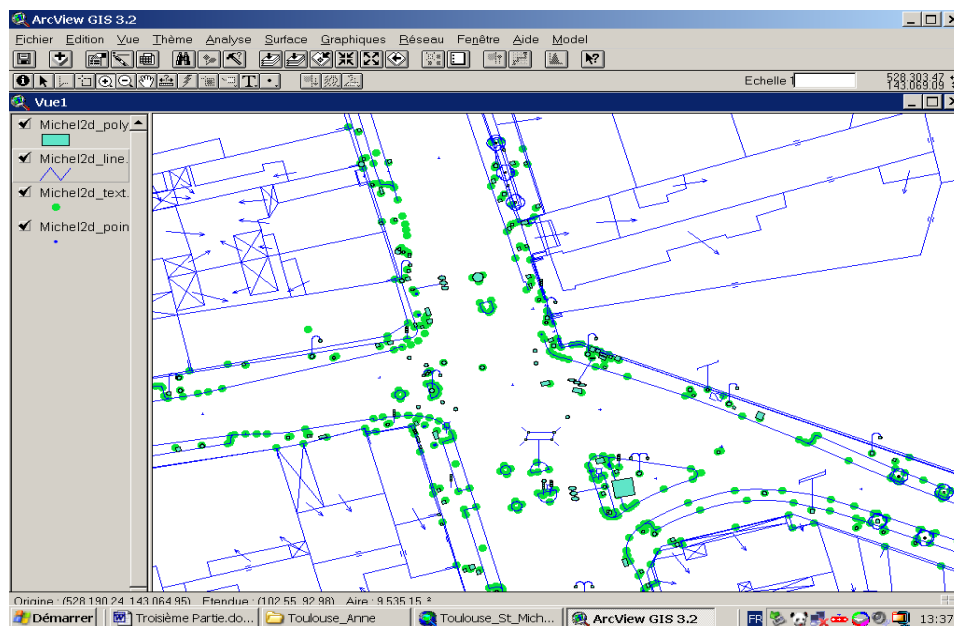 ArcView GIS 3.2
Fichier Edition Vue Thème Analyse Surface Graphiques Réseau Fenêtre Aide Model
Echelle 1
528.303.47
143.069.09
Vue1
Michel2d_poly
Michel2d_line.
Michel2d_text.
Michel2d_poin
Origine : (528.190.24, 143.064.95) Etendue : (102.55, 92.98) Aire : 9.535.15 ²
Démarrer Troisième Partie.do... Toulouse_Anne Toulouse_St_Mich... ArcView GIS 3.2 FR 13:37